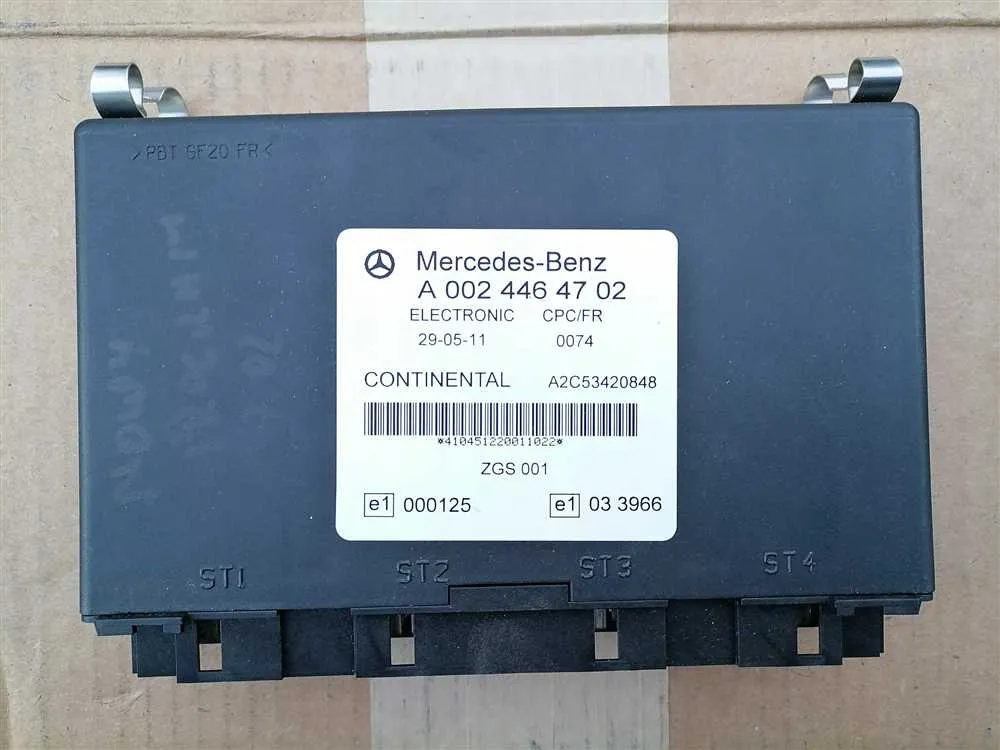 >PBT GF20 FR<
Mercedes-Benz
A 002 446 47 02
ELECTRONIC CPC/FR
29-05-11 0074
CONTINENTAL A2C53420848
*410451220011022*
ZGS 001
e1 000125 e1 03 3966
ST1 ST2 ST3 ST4